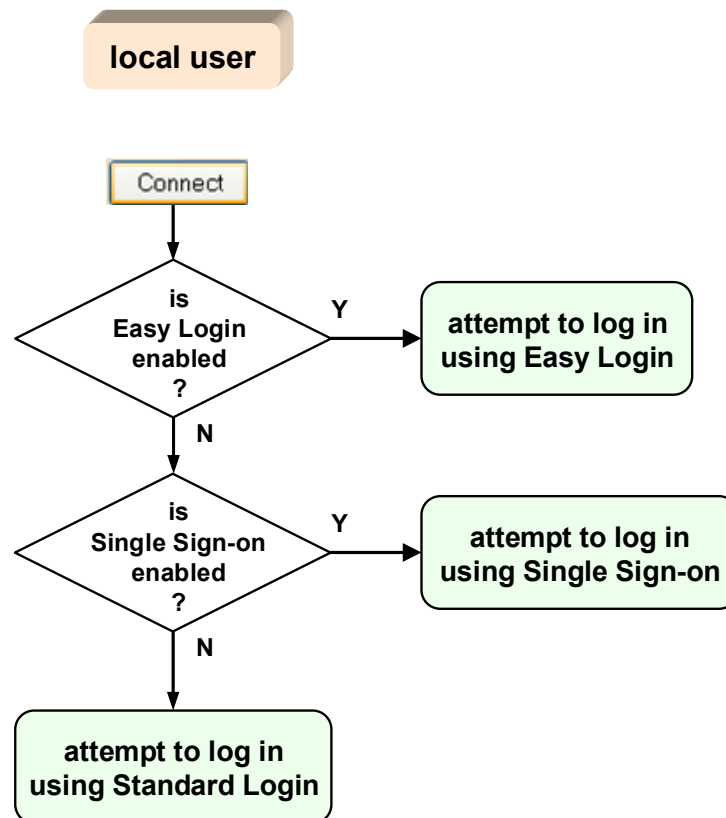 local user
Connect
is
Easy Login
enabled
?
Y
attempt to log in
using Easy Login
N
is
Single Sign-on
enabled
?
Y
attempt to log in
using Single Sign-on
N
attempt to log in
using Standard Login